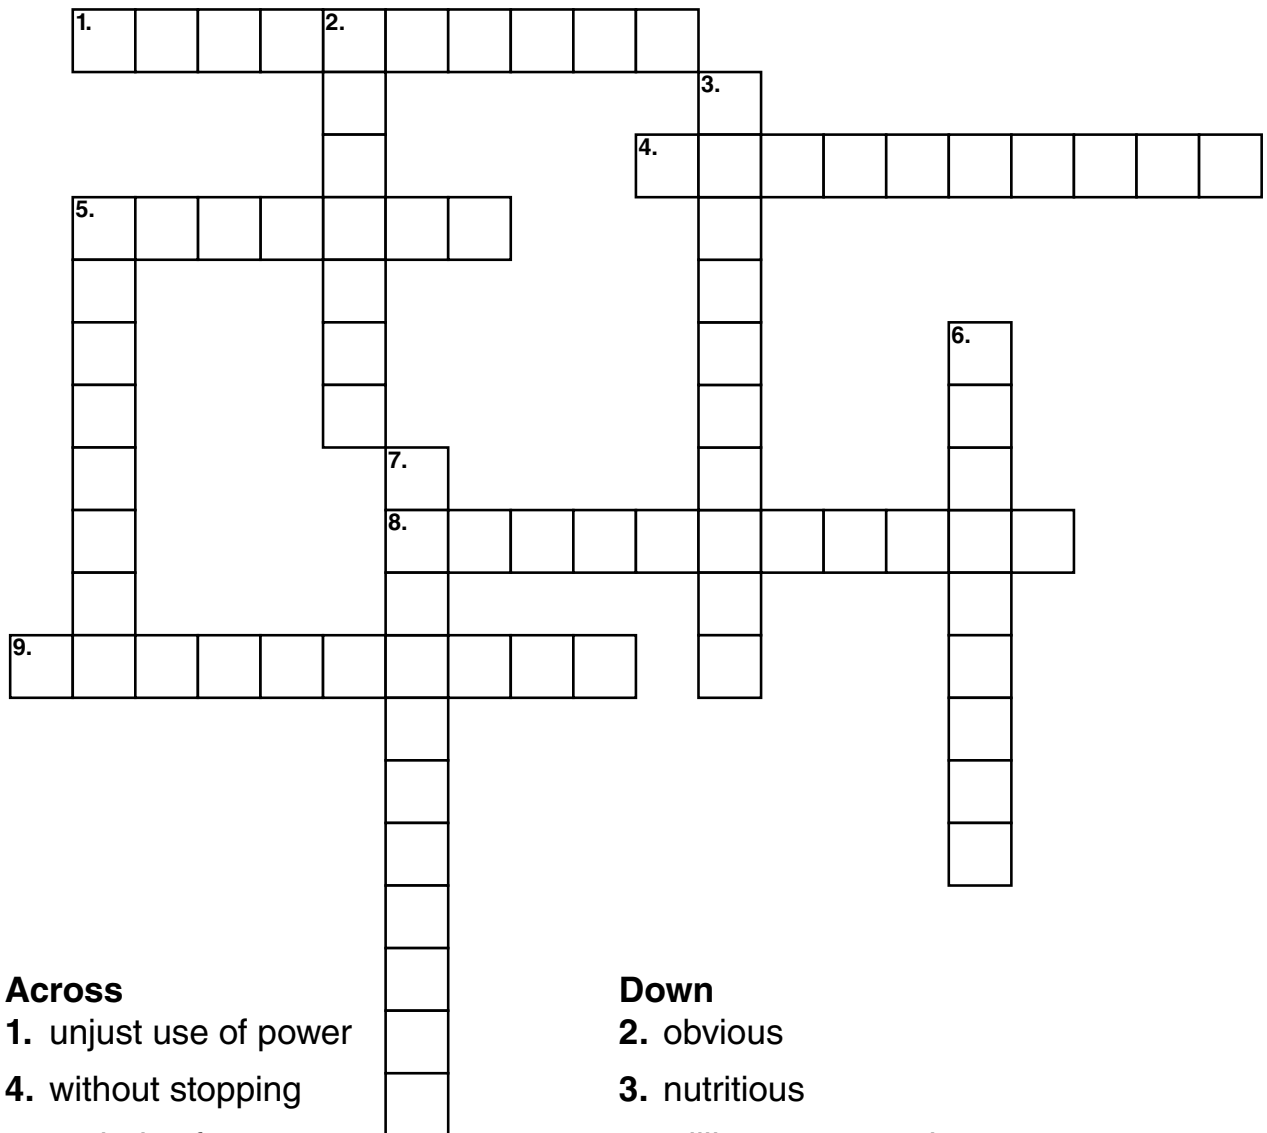 1.
2.
3.
4.
5.
6.
7.
8.
9.
Across
1. unjust use of power
4. without stopping
Down
2. obvious
3. nutritious